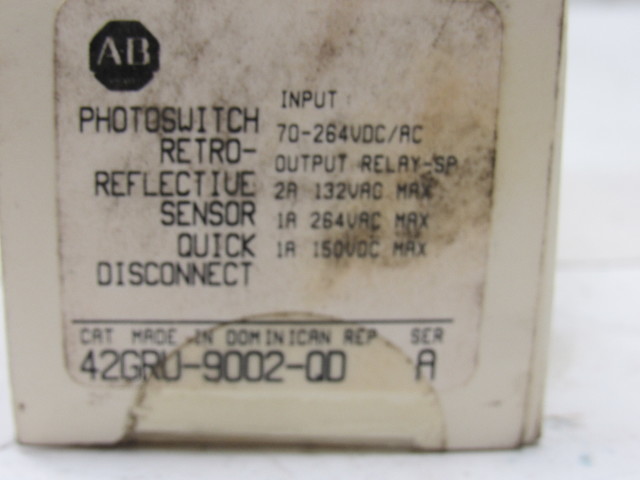 AB
PHOTOSWITCH
RETRO-
REFLECTIVE
SENSOR
QUICK
DISCONNECT
INPUT
70-264VDC/AC
OUTPUT RELAY-SP
2A 132VAC MAX
1A 264VAC MAX
1A 150VDC MAX
CAT MADE IN DOMINICAN REP SER
42GRU-9002-QD A